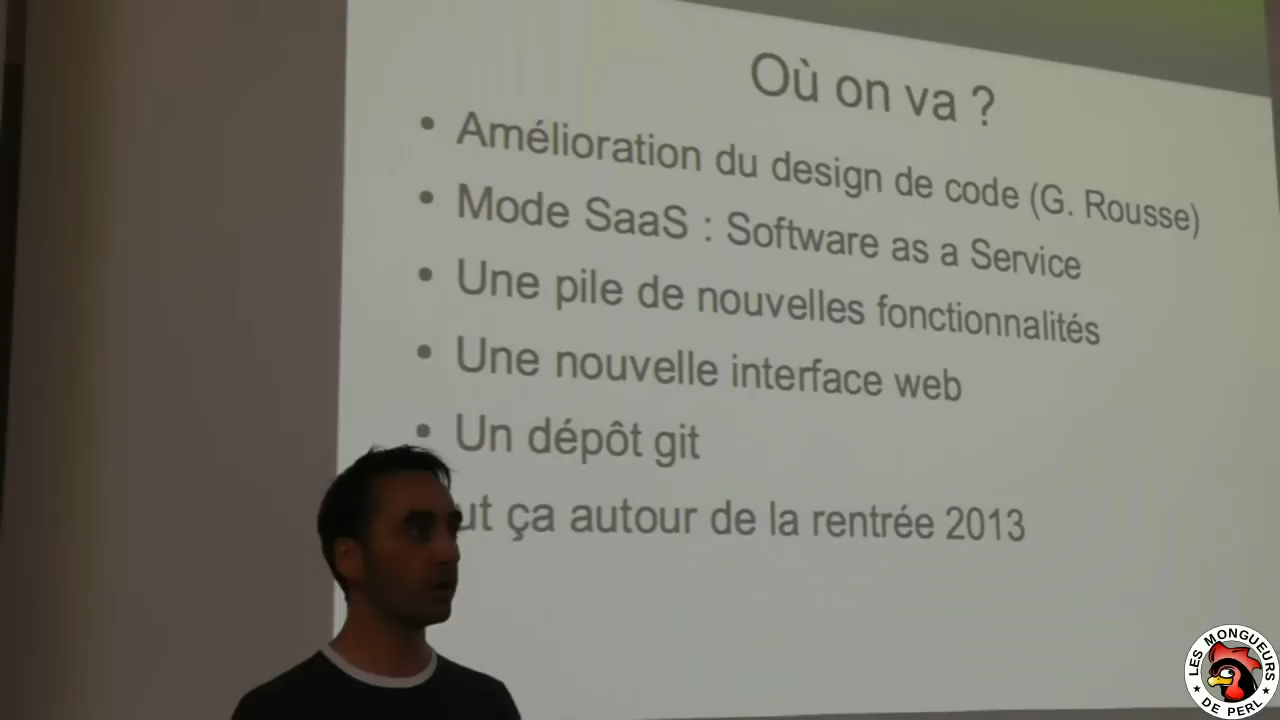 Où on va ?
• Amélioration du design de code (G. Rousse)
• Mode SaaS : Software as a Service
• Une pile de nouvelles fonctionnalités
• Une nouvelle interface web
• Un dépôt git
ut ça autour de la rentrée 2013
LES MONGUEURS
★ DE PERL ★